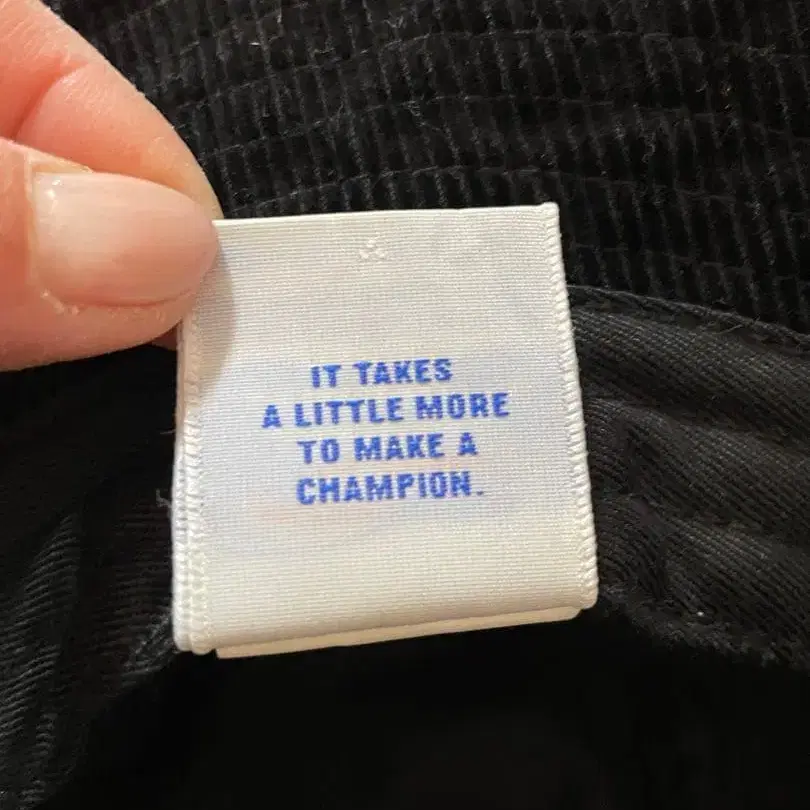 IT TAKES
A LITTLE MORE
TO MAKE A
CHAMPION.